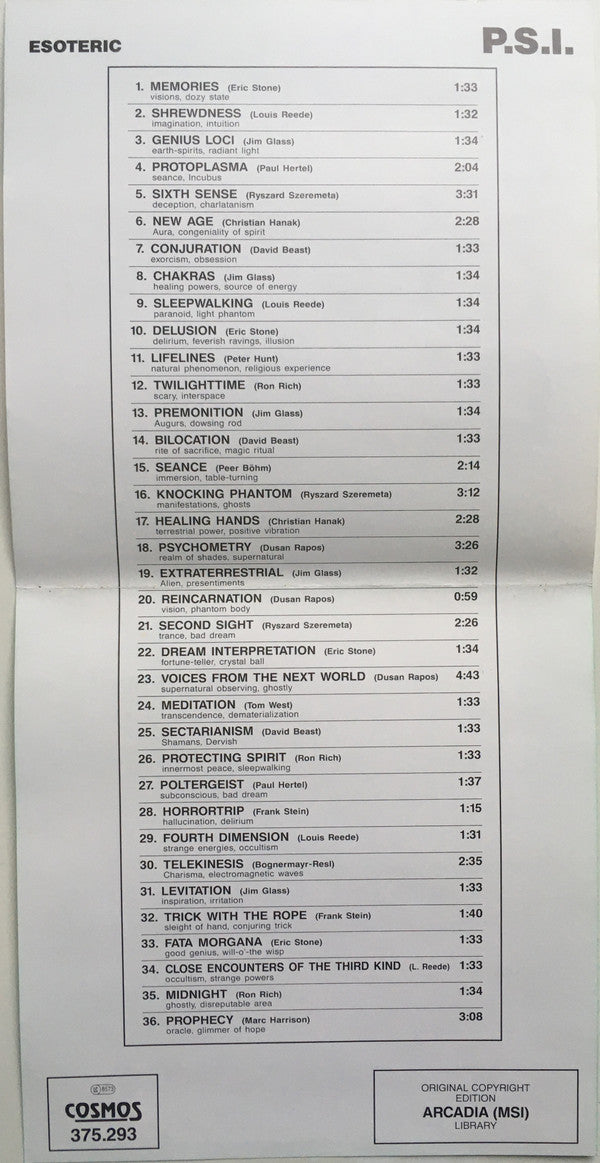 ESOTERIC
P.S.I.
1. MEMORIES (Eric Stone) 1:33
visions, dozy state
2. SHREWDNESS (Louis Reede) 1:32
imagination, intuition
3. GENIUS LOCI (Jim Glass) 1:34
earth-spirits, radiant light
4. PROTOPLASMA (Paul Hertel) 2:04
seance, Incubus
5. SIXTH SENSE (Ryszard Szeremeta) 3:31
deception, charlatanism
6. NEW AGE (Christian Hanak) 2:28
Aura, congeniality of spirit
7. CONJURATION (David Beast) 1:33
exorcism, obsession
8. CHAKRAS (Jim Glass) 1:34
healing powers, source of energy
9. SLEEPWALKING (Louis Reede) 1:34
paranoid, light phantom
10. DELUSION (Eric Stone) 1:34
delirium, feverish ravings, illusion
11. LIFELINES (Peter Hunt) 1:33
natural phenomenon, religious experience
12. TWILIGHTTIME (Ron Rich) 1:33
scary, interspace
13. PREMONITION (Jim Glass) 1:34
Augurs, dowsing rod
14. BILOCATION (David Beast) 1:33
rite of sacrifice, magic ritual
15. SEANCE (Peer Böhm) 2:14
immersion, table-turning
16. KNOCKING PHANTOM (Ryszard Szeremeta) 3:12
manifestations, ghosts
17. HEALING HANDS (Christian Hanak) 2:28
terrestrial power, positive vibration
18. PSYCHOMETRY (Dusan Rapos) 3:26
realm of shades, supernatural
19. EXTRATERRESTRIAL (Jim Glass) 1:32
Alien, presentiments
20. REINCARNATION (Dusan Rapos) 0:59
vision, phantom body
21. SECOND SIGHT (Ryszard Szeremeta) 2:26
trance, bad dream
22. DREAM INTERPRETATION (Eric Stone) 1:34
fortune-teller, crystal ball
23. VOICES FROM THE NEXT WORLD (Dusan Rapos) 4:43
supernatural observing, ghostly
24. MEDITATION (Tom West) 1:33
transcendence, dematerialization
25. SECTARIANISM (David Beast) 1:33
Shamans, Dervish
26. PROTECTING SPIRIT (Ron Rich) 1:33
innermost peace, sleepwalking
27. POLTERGEIST (Paul Hertel) 1:37
subconscious, bad dream
28. HORRORTRIP (Frank Stein) 1:15
hallucination, delirium
29. FOURTH DIMENSION (Louis Reede) 1:31
strange energies, occultism
30. TELEKINESIS (Bognermayr-Resl) 2:35
Charisma, electromagnetic waves
31. LEVITATION (Jim Glass) 1:33
inspiration, irritation
32. TRICK WITH THE ROPE (Frank Stein) 1:40
sleight of hand, conjuring trick
33. FATA MORGANA (Eric Stone) 1:33
good genius, will-o'-the wisp
34. CLOSE ENCOUNTERS OF THE THIRD KIND (L. Reede) 1:33
occultism, strange powers
35. MIDNIGHT (Ron Rich) 1:34
ghostly, disreputable area
36. PROPHECY (Marc Harrison) 3:08
oracle, glimmer of hope
COSMOS
375.293
ORIGINAL COPYRIGHT
EDITION
ARCADIA (MSI)
LIBRARY